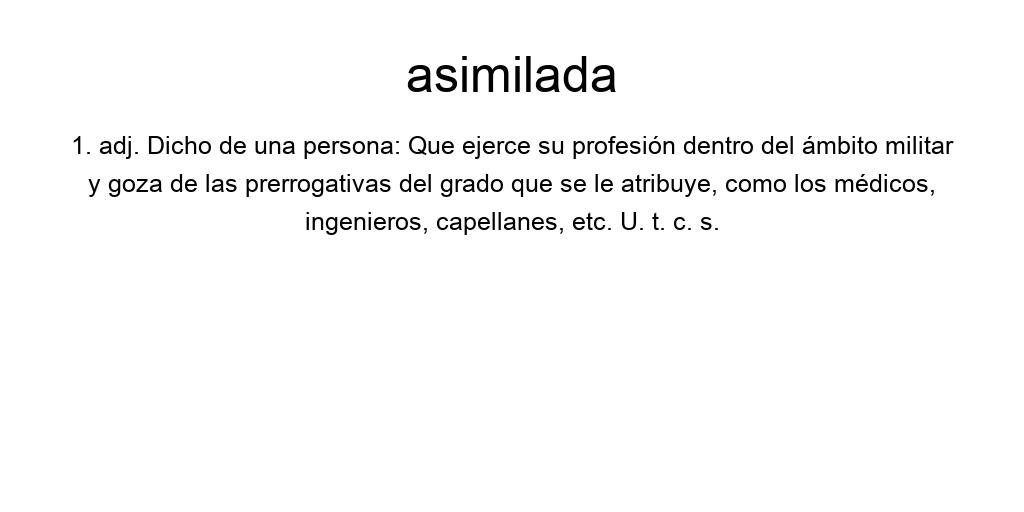 asimilada
1. adj. Dicho de una persona: Que ejerce su profesión dentro del ámbito militar
y goza de las prerrogativas del grado que se le atribuye, como los médicos,
ingenieros, capellanes, etc. U. t. c. s.